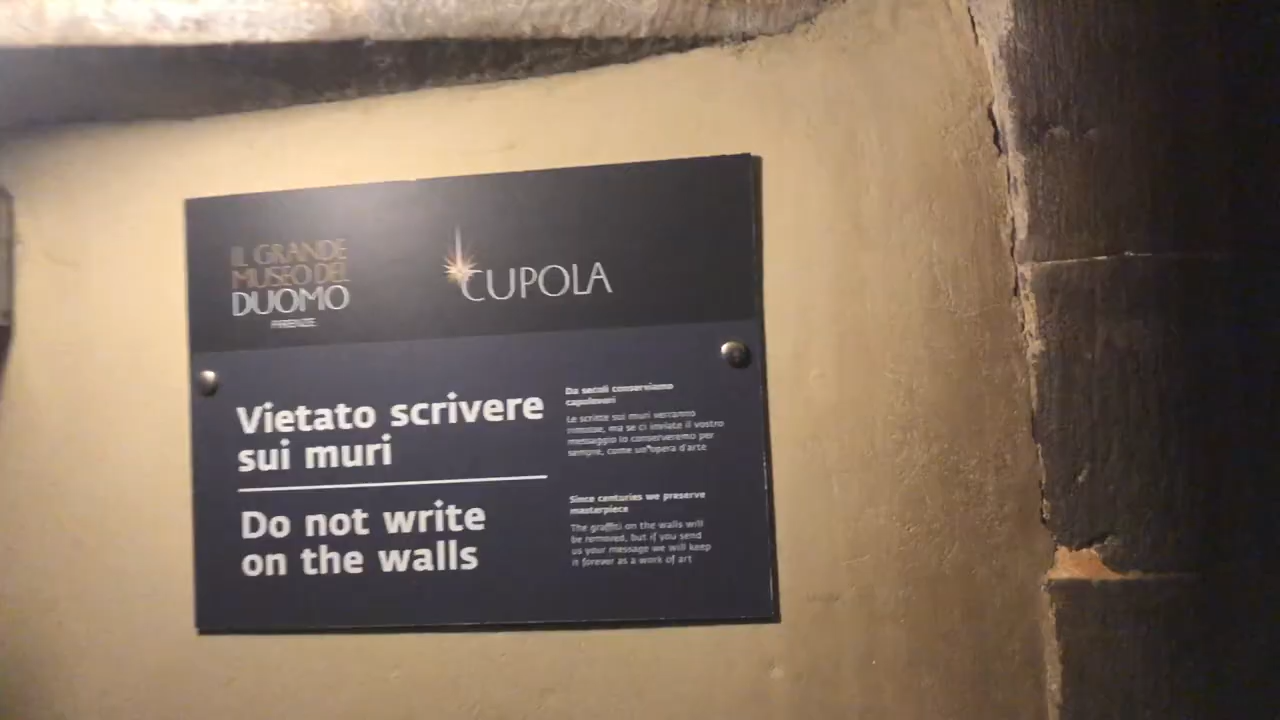 IL GRANDE
MUSEO DEL
DUOMO
FIRENZE
CUPOLA
Vietato scrivere
sui muri
Do not write
on the walls
Da secoli conserviamo
capolavori
Le scritte sui muri verranno
rimosse, ma se ci inviate il vostro
messaggio lo conserveremo per
sempre, come un'opera d'arte
Since centuries we preserve
masterpiece
The graffiti on the walls will
be removed, but if you send
us your message we will keep
it forever as a work of art